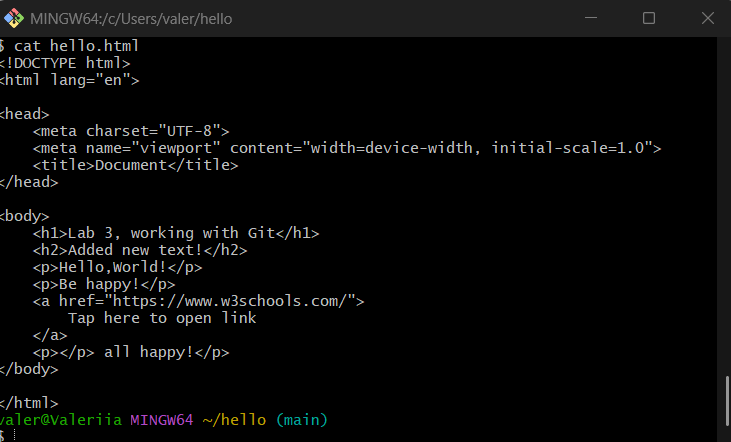 MINGW64:/c/Users/valer/hello
$ cat hello.html
<!DOCTYPE html>
<html lang="en">
<head>
    <meta charset="UTF-8">
    <meta name="viewport" content="width=device-width, initial-scale=1.0">
    <title>Document</title>
</head>
<body>
    <h1>Lab 3, working with Git</h1>
    <h2>Added new text!</h2>
    <p>Hello,World!</p>
    <p>Be happy!</p>
    <a href="https://www.w3schools.com/">
        Tap here to open link
    </a>
    <p></p> all happy!</p>
</body>
</html>
valer@Valeriia MINGW64 ~/hello (main)
$